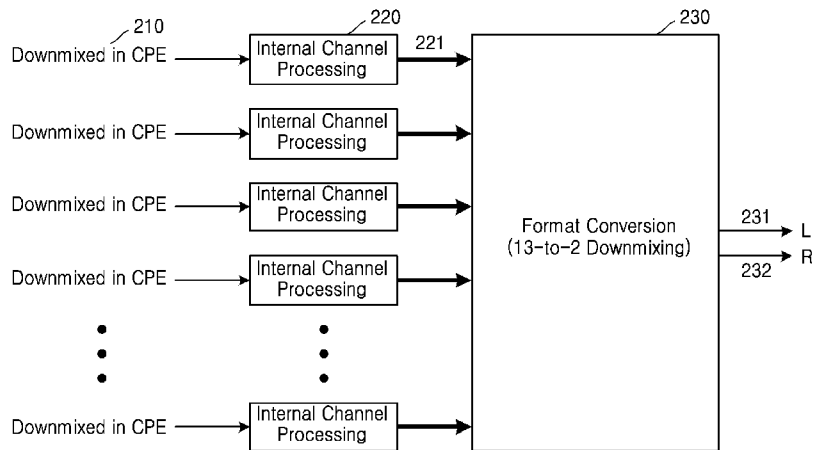 210
220
230
Downmixed in CPE
Internal Channel
Processing
221
Downmixed in CPE
Internal Channel
Processing
Downmixed in CPE
Internal Channel
Processing
Format Conversion
(13-to-2 Downmixing)
231
L
R
232
Downmixed in CPE
Internal Channel
Processing
Downmixed in CPE
Internal Channel
Processing